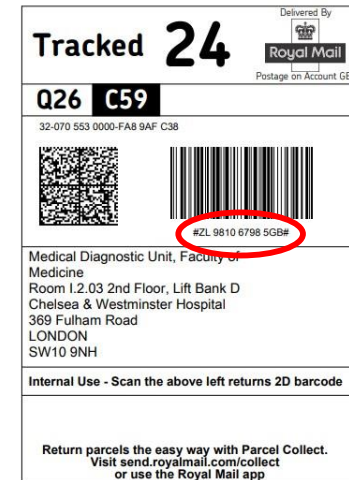 Delivered By
Tracked 24
Royal Mail
Postage on Account GB
Q26 C59
32-070 553 0000-FA8 9AF C38
#ZL 9810 6798 5GB#
Medical Diagnostic Unit, Faculty of
Medicine
Room I.2.03 2nd Floor, Lift Bank D
Chelsea & Westminster Hospital
369 Fulham Road
LONDON
SW10 9NH
Internal Use - Scan the above left returns 2D barcode
Return parcels the easy way with Parcel Collect.
Visit send.royalmail.com/collect
or use the Royal Mail app